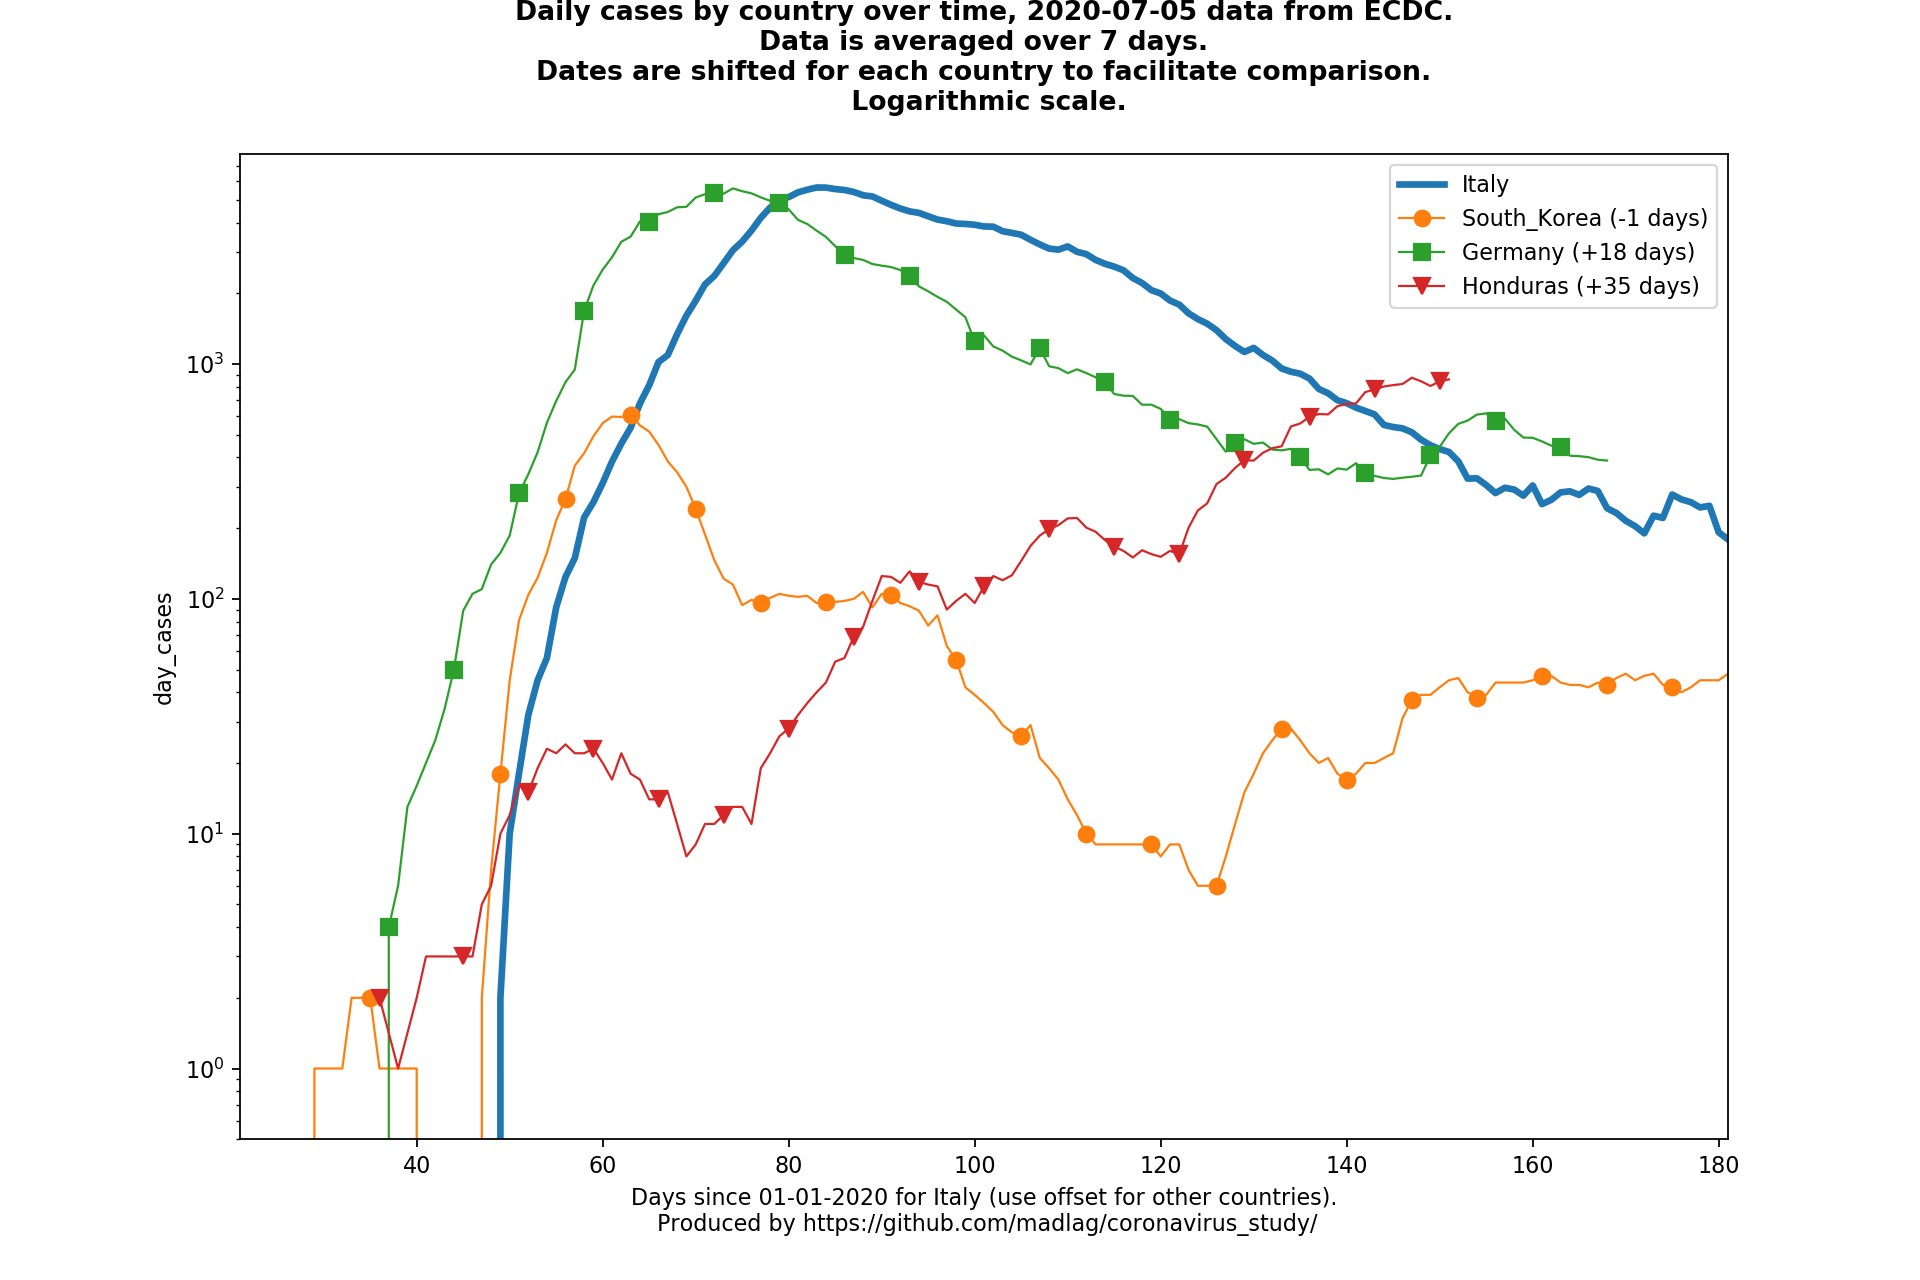 Daily cases by country over time, 2020-07-05 data from ECDC.
Data is averaged over 7 days.
Dates are shifted for each country to facilitate comparison.
Logarithmic scale.
Italy
South_Korea (-1 days)
Germany (+18 days)
Honduras (+35 days)
10³
10²
10¹
10⁰
day_cases
40 60 80 100 120 140 160 180
Days since 01-01-2020 for Italy (use offset for other countries).
Produced by https://github.com/madlag/coronavirus_study/